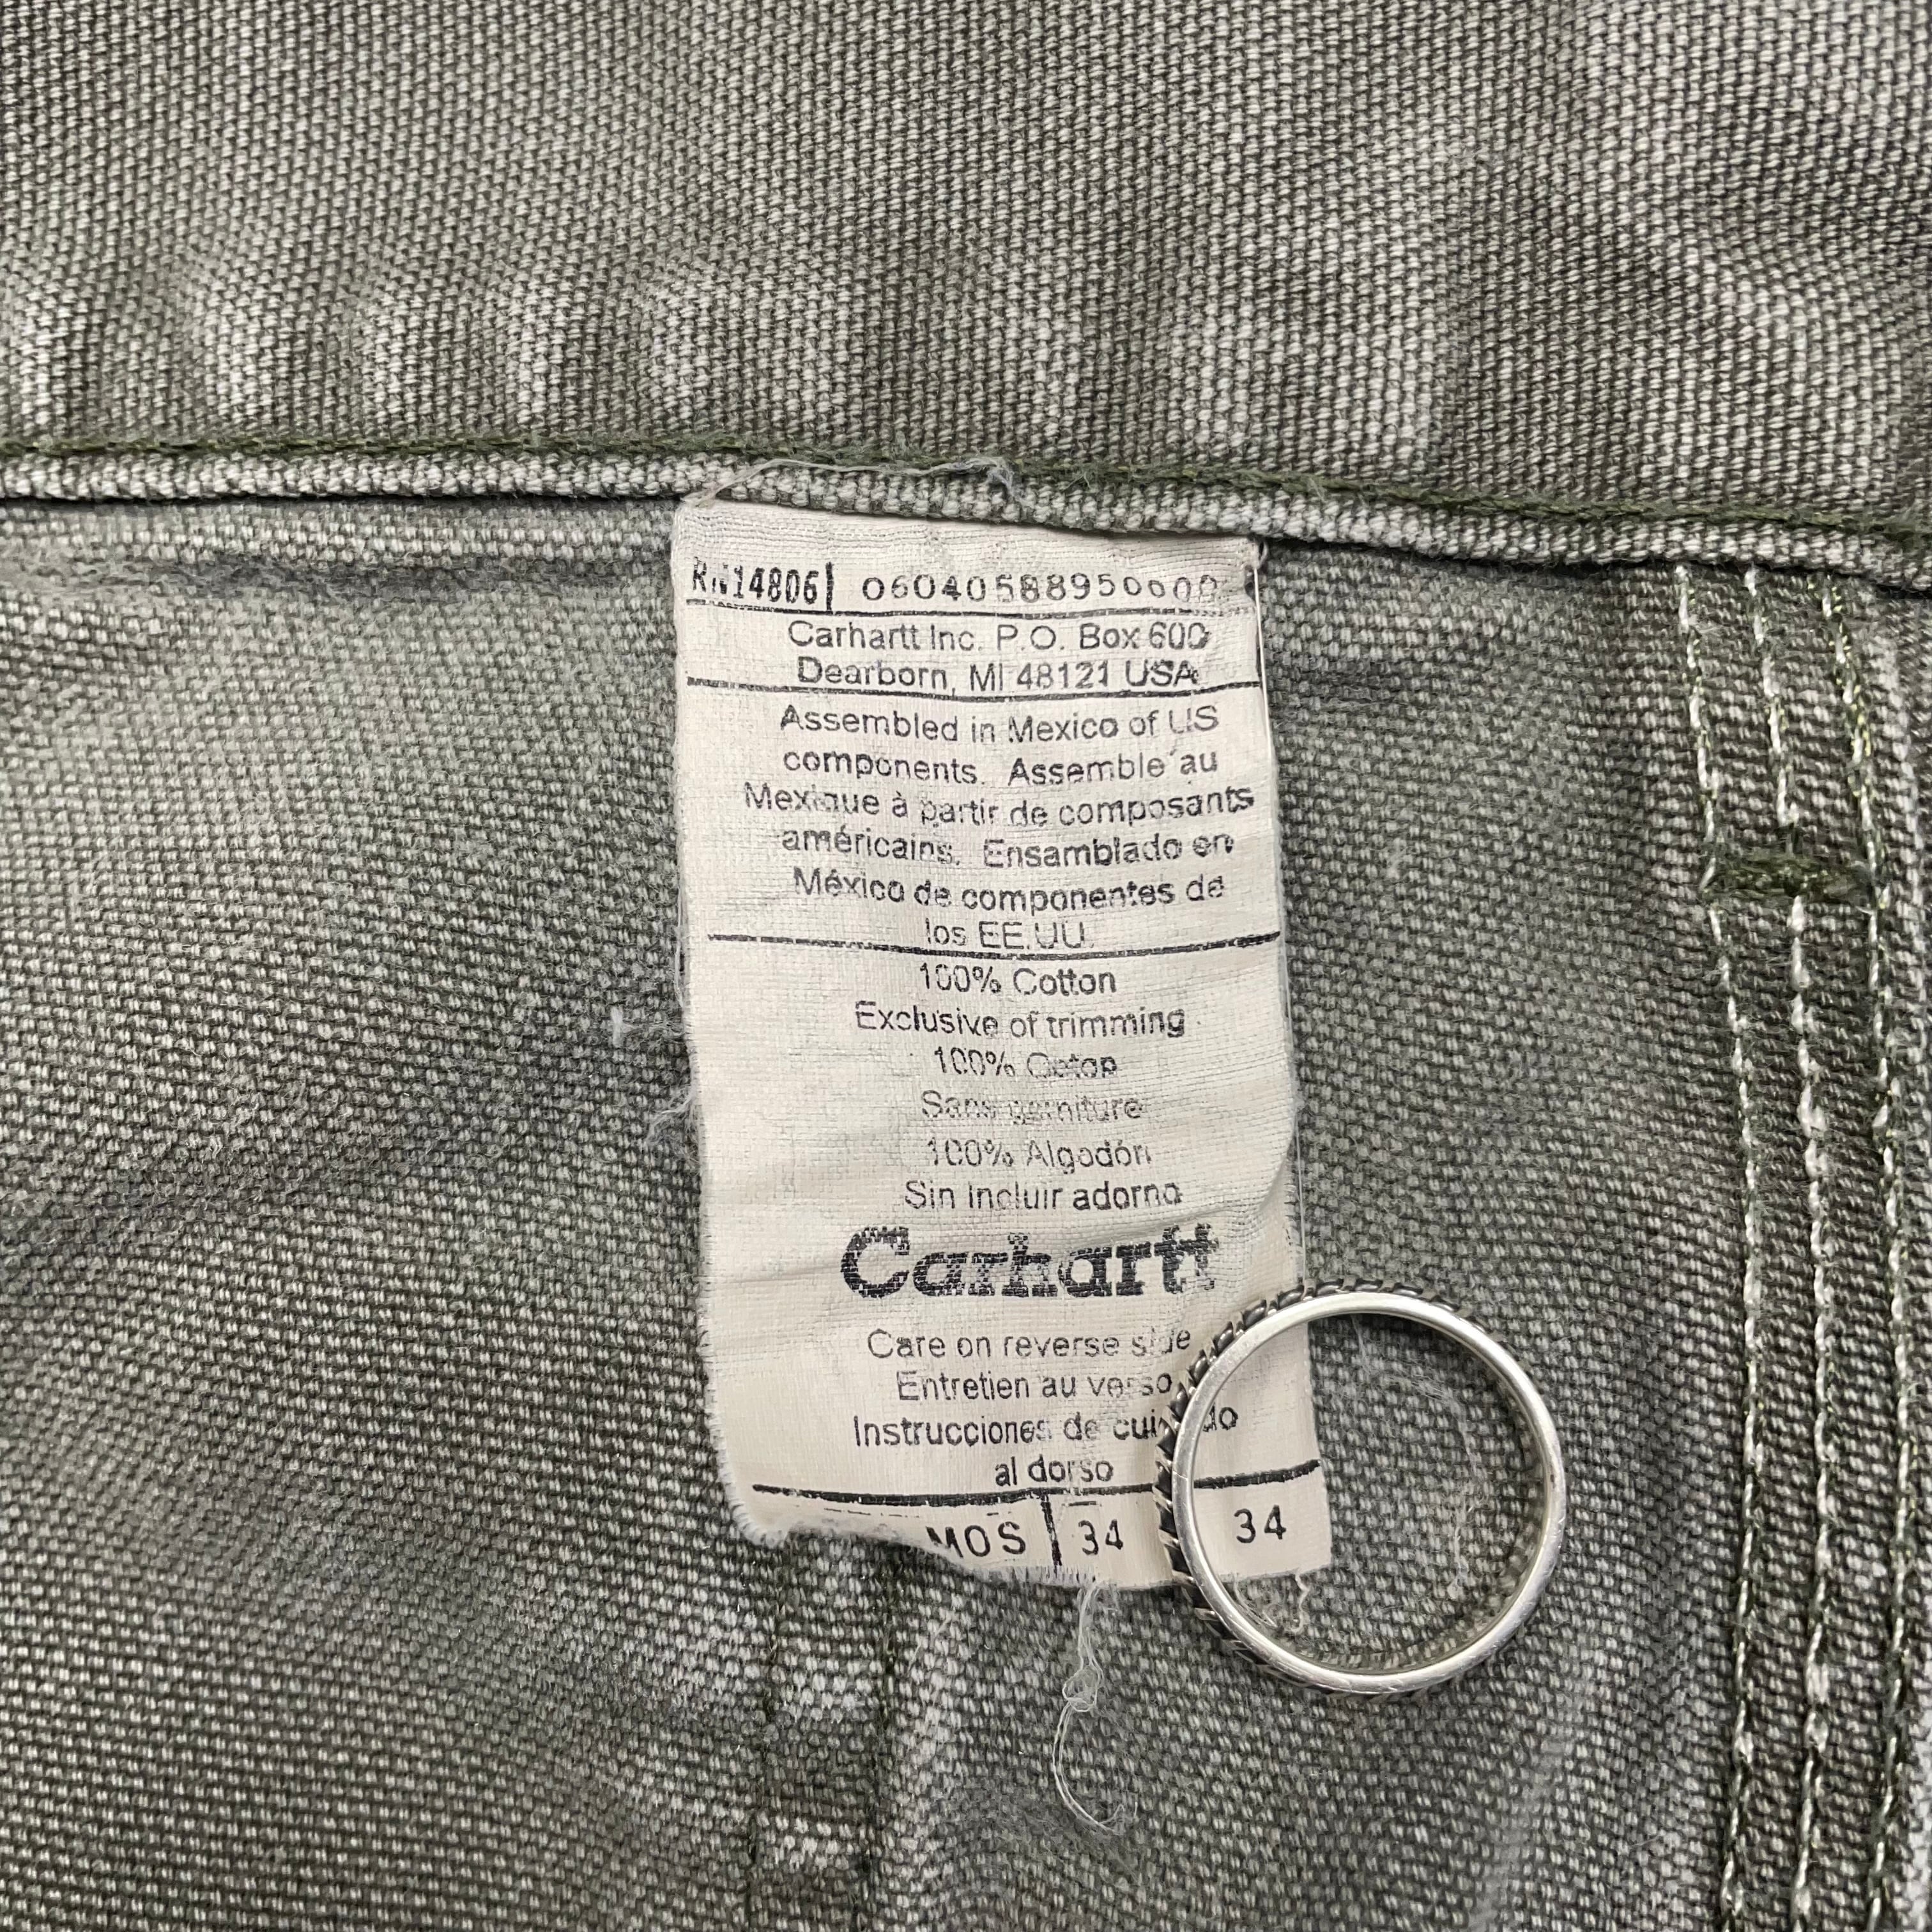 RN14806 0604058895000
Carhartt Inc. P.O. Box 600
Dearborn, MI 48121 USA
Assembled in Mexico of US
components. Assemble au
Mexique à partir de composants
américains. Ensamblado en
México de componentes de
los EE.UU.
100% Cotton
Exclusive of trimming
100% Coton
Sans garniture
100% Algodón
Sin incluir adorno
Carhartt
Care on reverse side
Entretien au verso
Instrucciones de cuidado
al dorso
MOS 34 34